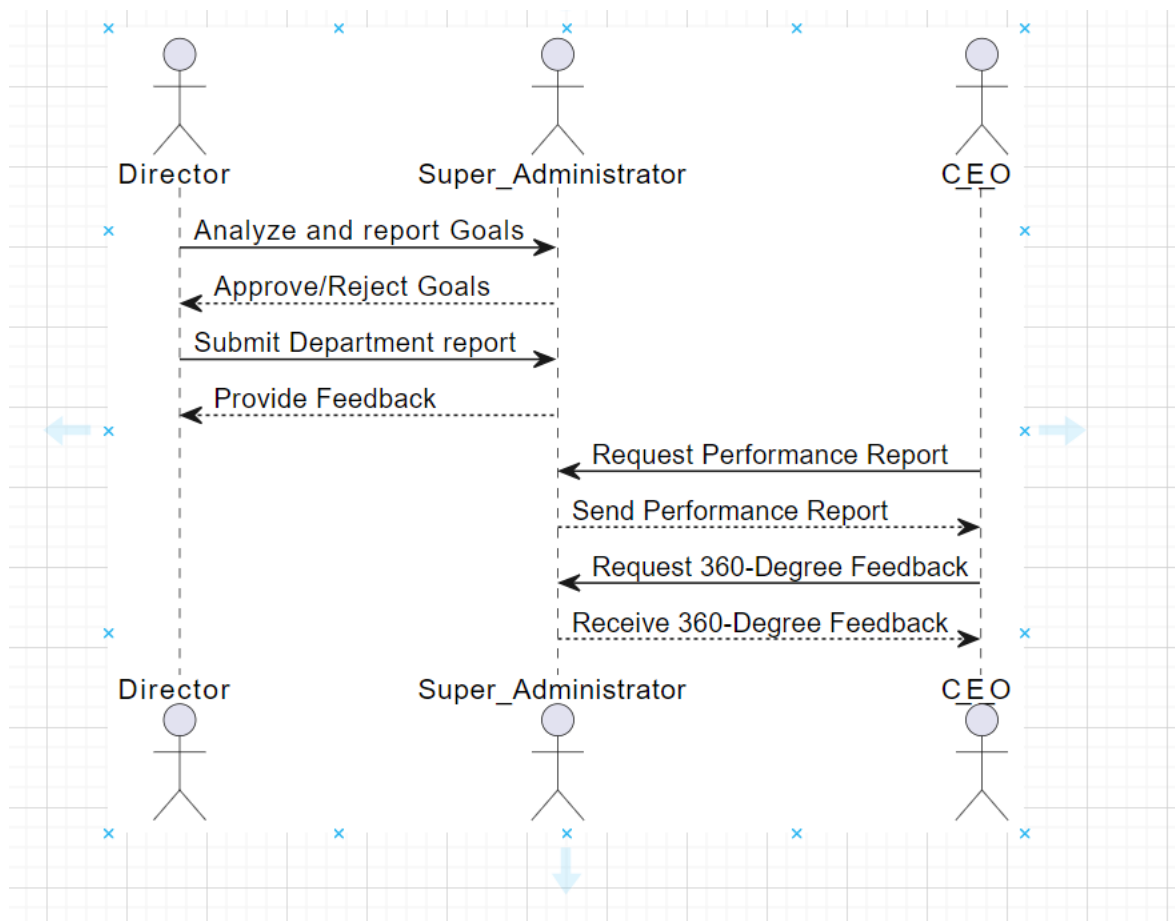 Director
Super_Administrator
C_E_O
Analyze and report Goals
Approve/Reject Goals
Submit Department report
Provide Feedback
Request Performance Report
Send Performance Report
Request 360-Degree Feedback
Receive 360-Degree Feedback
Director
Super_Administrator
C_E_O